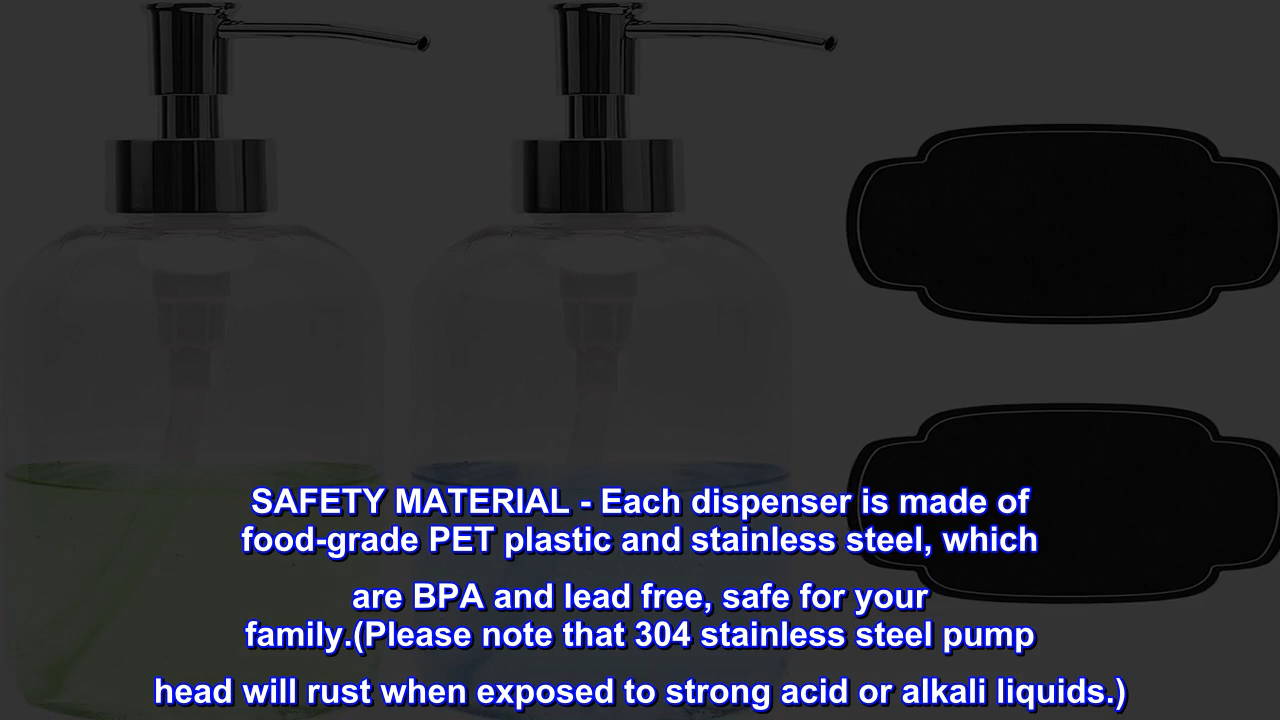 SAFETY MATERIAL - Each dispenser is made of
food-grade PET plastic and stainless steel, which
are BPA and lead free, safe for your
family.(Please note that 304 stainless steel pump
head will rust when exposed to strong acid or alkali liquids.)